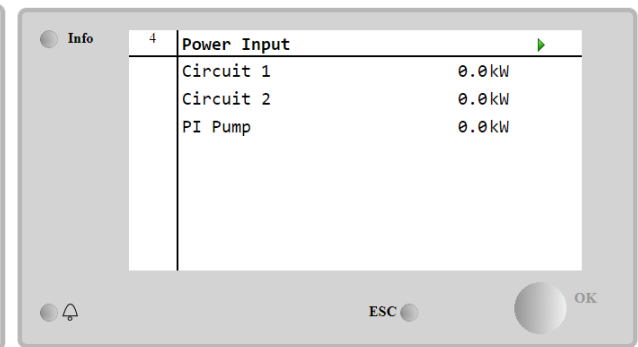 Info
4 Power Input
Circuit 1 0.0kW
Circuit 2 0.0kW
PI Pump 0.0kW
ESC
OK